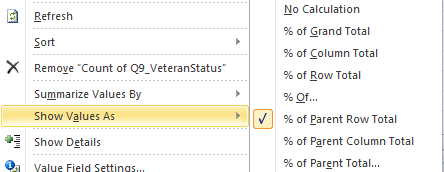 Refresh
Sort
Remove "Count of Q9_VeteranStatus"
Summarize Values By
Show Values As
Show Details
Value Field Settings...
No Calculation
% of Grand Total
% of Column Total
% of Row Total
% Of...
% of Parent Row Total
% of Parent Column Total
% of Parent Total...